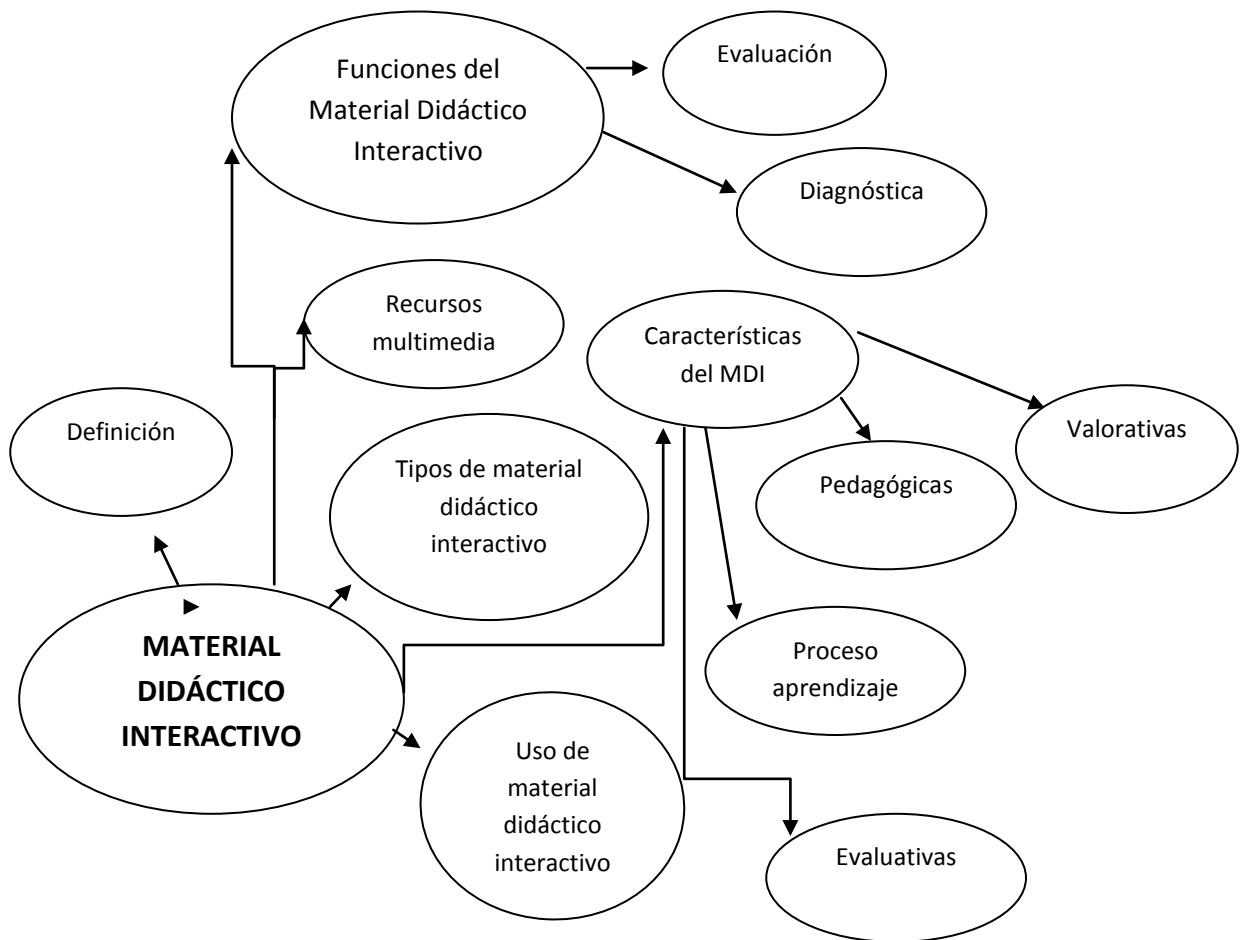 Funciones del
Material Didáctico
Interactivo
Evaluación
Diagnóstica
Recursos
multimedia
Características
del MDI
Valorativas
Definición
Tipos de material
didáctico
interactivo
Pedagógicas
MATERIAL
DIDÁCTICO
INTERACTIVO
Proceso
aprendizaje
Uso de
material
didáctico
interactivo
Evaluativas